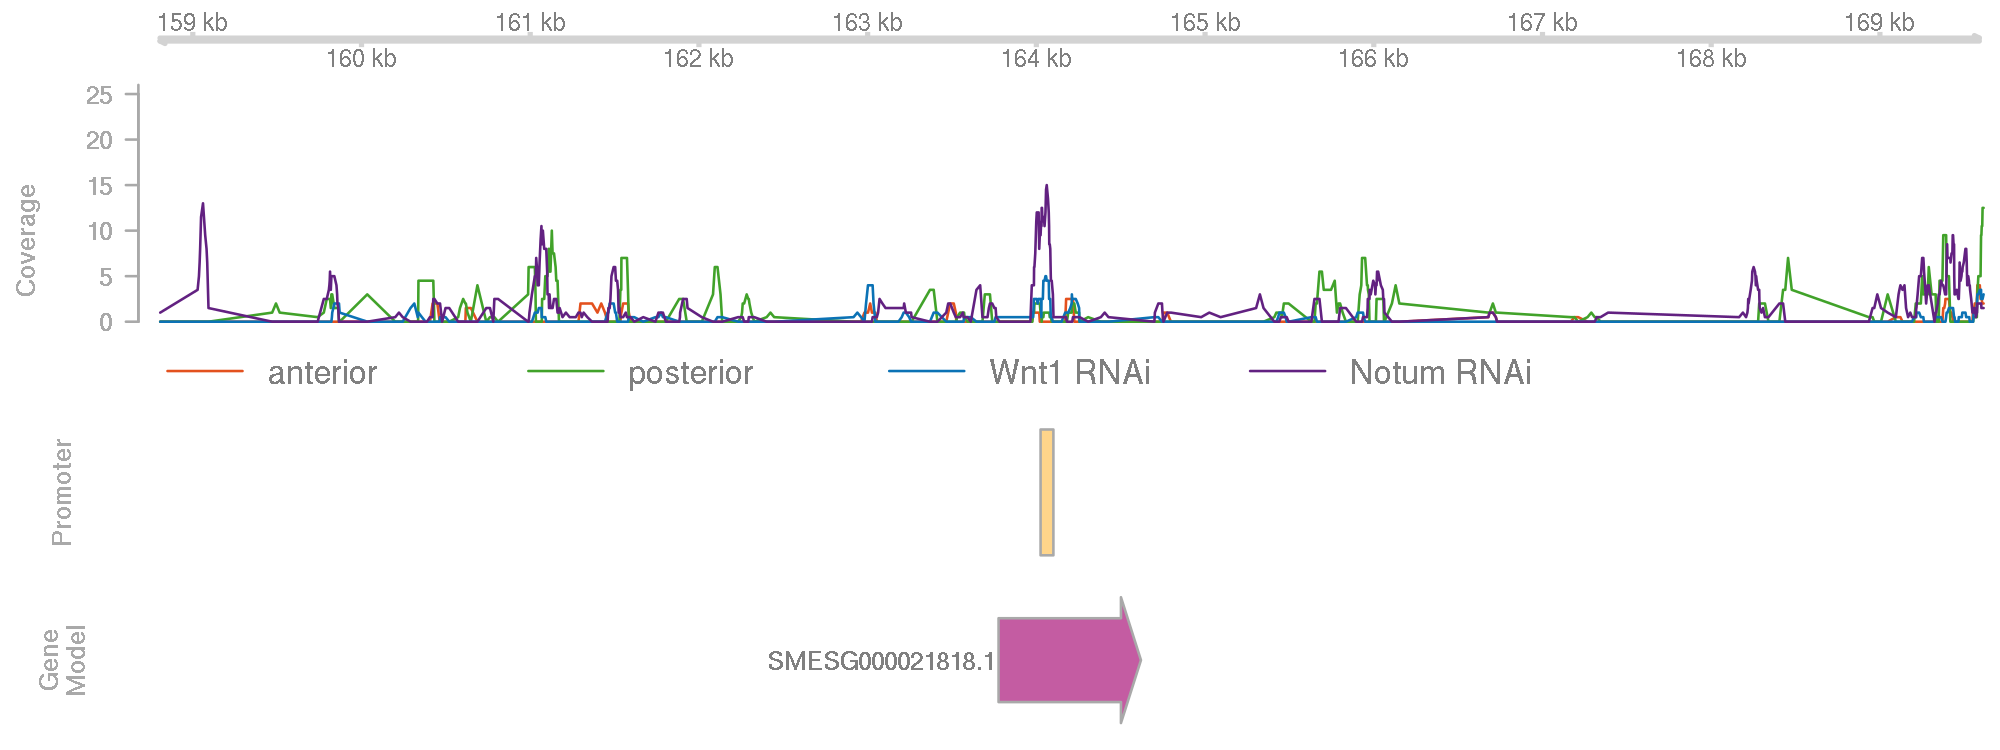 159 kb 161 kb 163 kb 165 kb 167 kb 169 kb
160 kb 162 kb 164 kb 166 kb 168 kb
25
20
15
10
5
0
Coverage
anterior posterior Wnt1 RNAi Notum RNAi
Promoter
Gene
Model
SMESG000021818.1